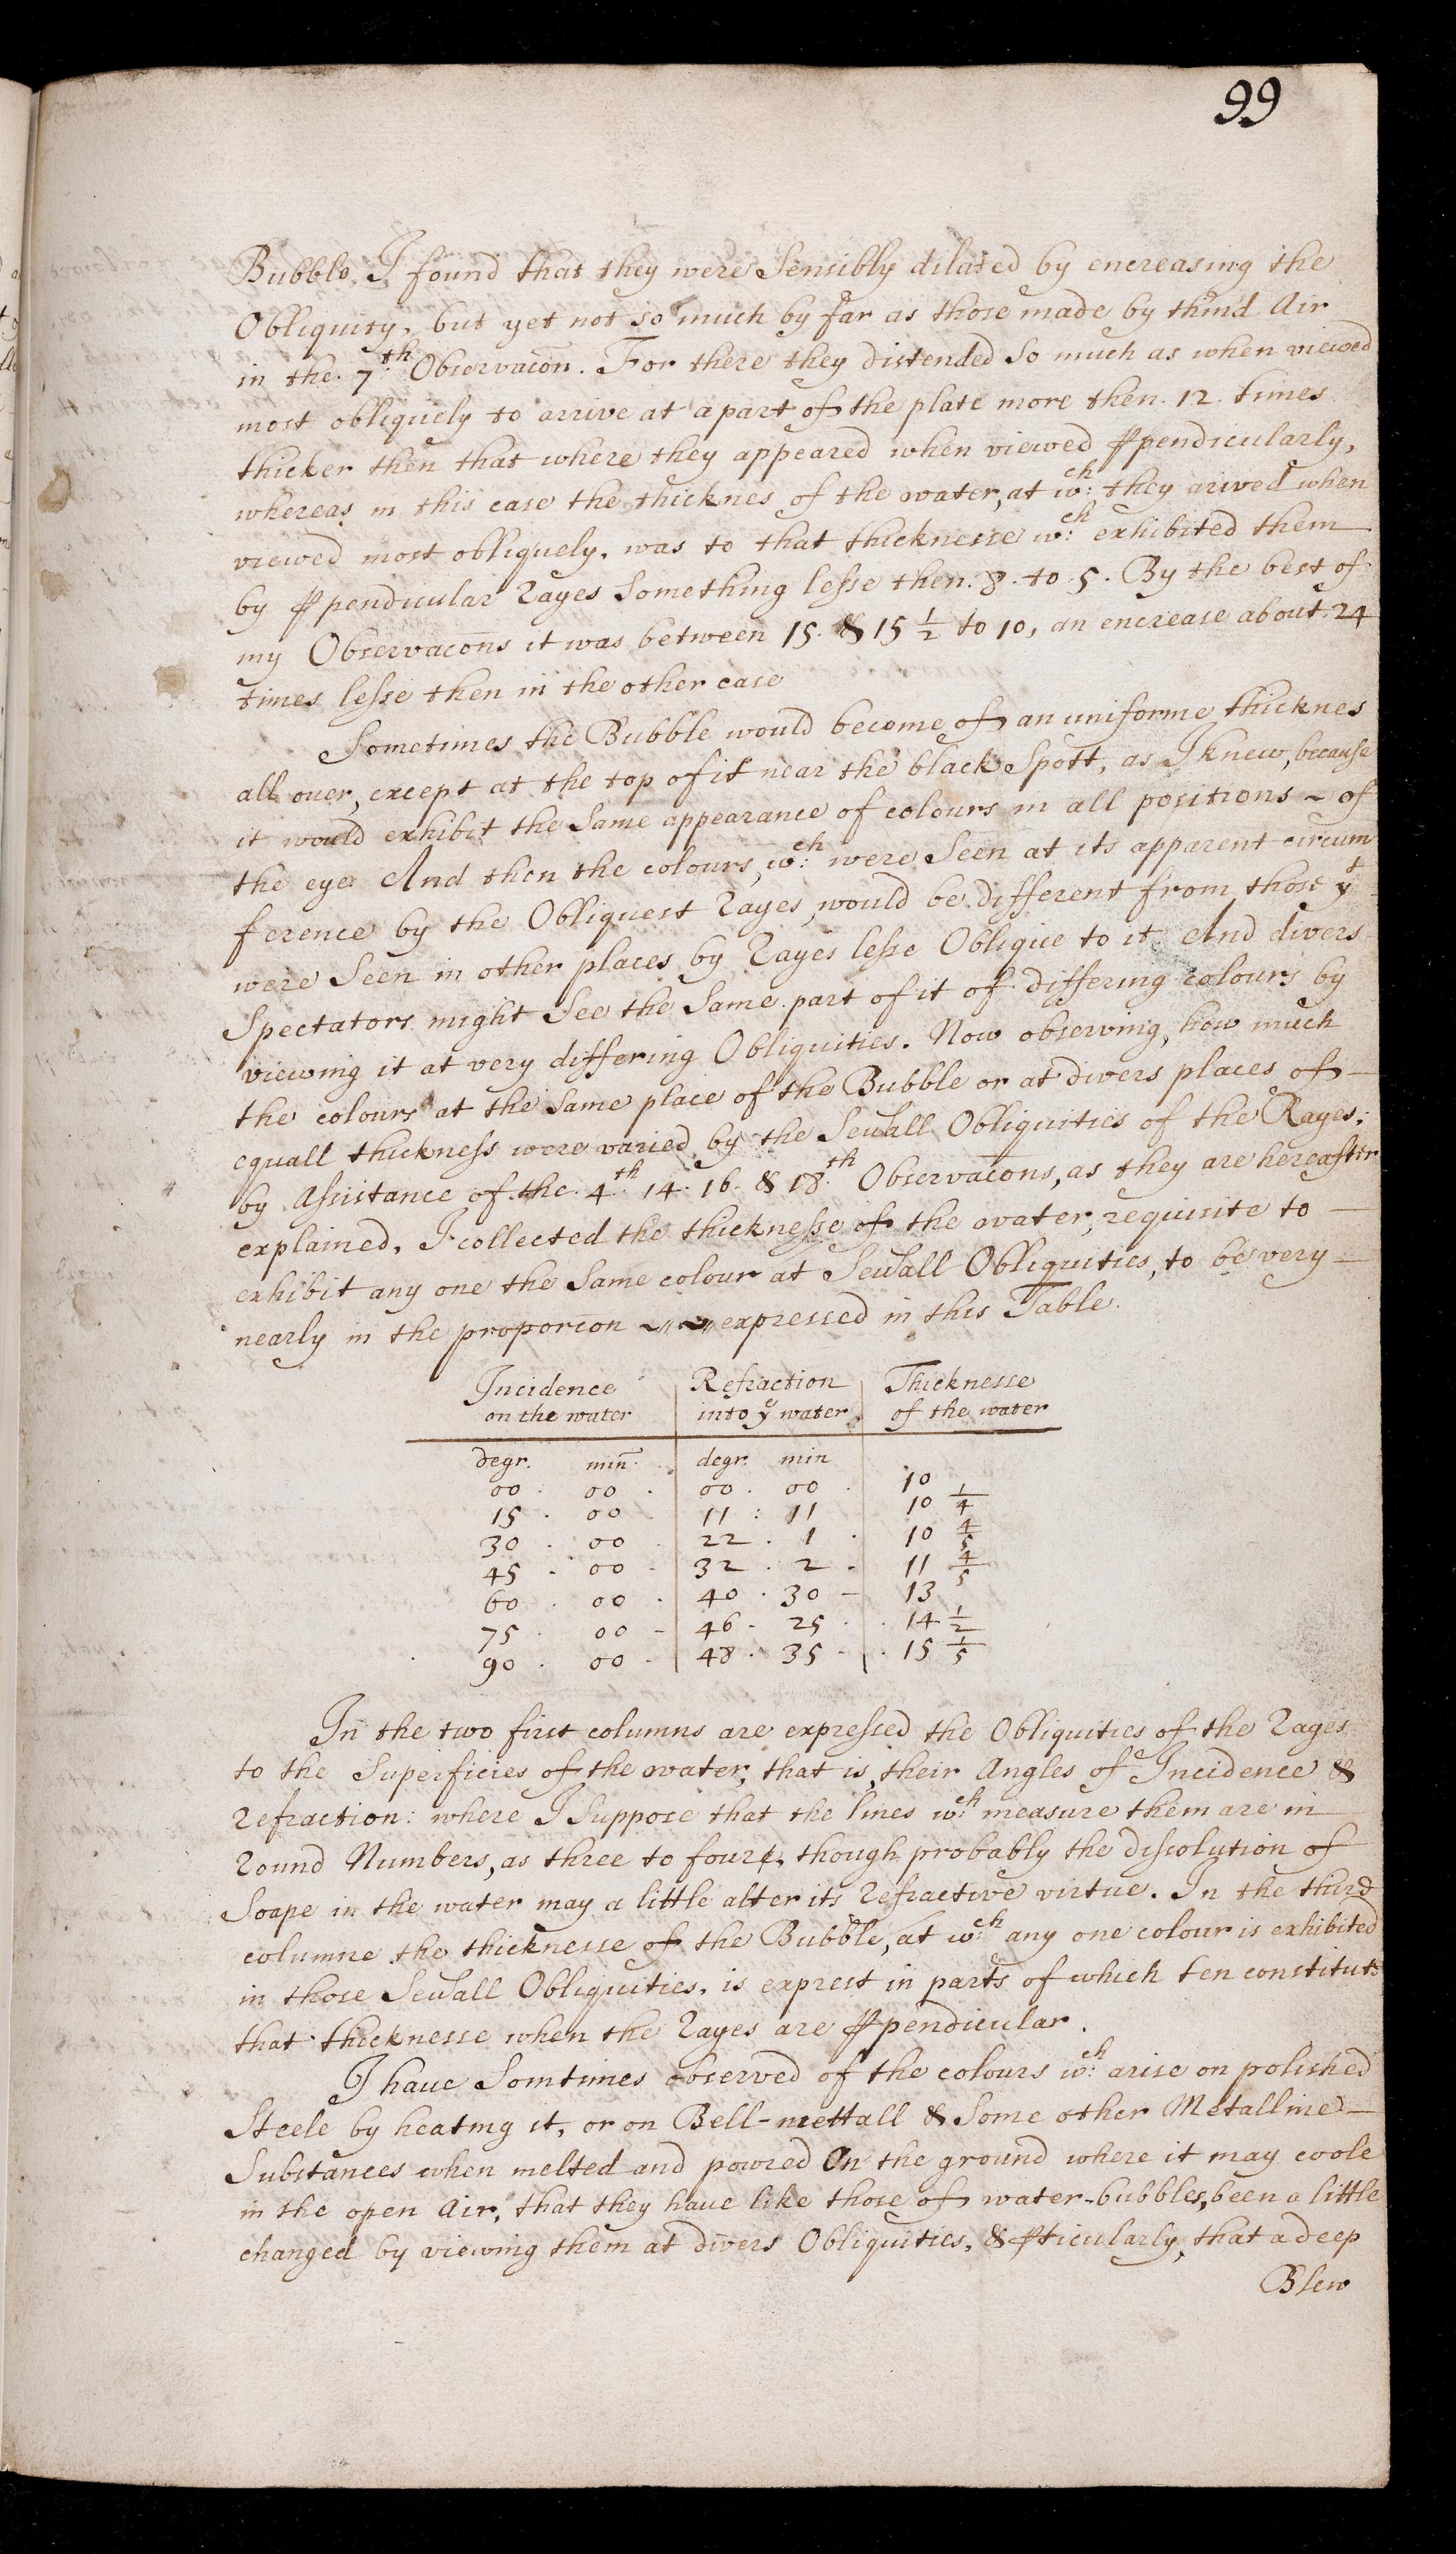 99
Bubble, I found that they were Sensibly dilated by encreasing the
Obliquity, but yet not so much by far as those made by thind Air
in the 7th Observacōn. For there they distended So much as when viewed
most obliquely to arrive at a part of the plate more then. 12. times
thicker then that where they appeared when viewed ꝑpendicularly,
whereas in this case the thicknes of the water, at wch they arived when
viewed most obliquely, was to that thicknesse wch exhibited them
by ꝑpendicular Rayes Something lesse then. 8. to. 5. By the best of
my Observacōns it was between 15. & 15 1/2 to 10, an encrease about. 24
times lesse then in the other case
Sometimes the Bubble would become of an uniforme thicknes
all over, except at the top of it near the black Spott, as I knew, because
it would exhibit the Same appearance of colours in all positions ~ of
the eye. And then the colours, wch were Seen at its apparent circum
ference by the Obliquest Rayes, would be different from those yt
were Seen in other places by Rayes lesse Oblique to it. And divers
Spectators might See the Same part of it of differing colours by
viewing it at very differing Obliquities. Now observing, how much
the colours at the Same place of the Bubble or at divers places of
equall thickness were varied by the Seu̅all Obliquities of the Rayes;
by Assistance of the 4th. 14. 16. & 18th Observacōns, as they are hereafter
explained, I collected the thicknesse of the water, requisite to
exhibit any one the Same colour at Seu̅all Obliquities, to be very
nearly in the proporcōn expressed in this Table.
Incidence Refraction Thicknesse
on the water into ye water of the water
degr. min̄ degr. min
00 . 00 . 00 . 00 . 10
15 . 00 11 : 11 10 1/4
30 . 00 22 . 1 . 10 4/5
45 . 00 - 32 . 2 - 11 4/5
60 . 00 . 40 . 30 - 13
75 . 00 - 46 - 25 . 14 1/2
90 . 00 - 48 . 35 - 15 1/5
In the two first columns are expressed the Obliquities of the Rayes
to the Superficies of the water, that is, their Angles of Incidence &
Refraction: where I Suppose that the lines wch measure them are in
Round Numbers, as three to four, though probably the dissolution of
Soape in the water may a little alter its Refractive virtue. In the third
columne the thicknesse of the Bubble, at wch any one colour is exhibited
in those Seu̅all Obliquities, is exprest in parts of which ten constitute
that thicknesse when the Rayes are ꝑpendicular.
I have Somtimes observed of the colours wch arise on polished
Steele by heating it, or on Bell-mettall & Some other Metalline
Substances when melted and powred On the ground where it may coole
in the open Air, that they have like those of water-bubbles, been a little
changed by viewing them at divers Obliquities, & ꝑticularly, that a deep
Blew